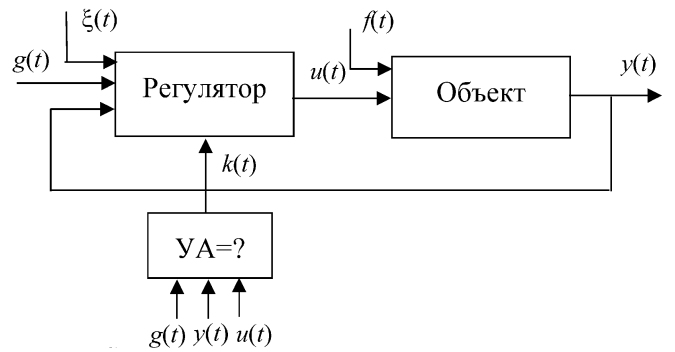 ξ(t)
f(t)
g(t)
Регулятор
u(t)
Объект
y(t)
k(t)
УА=?
g(t) y(t) u(t)